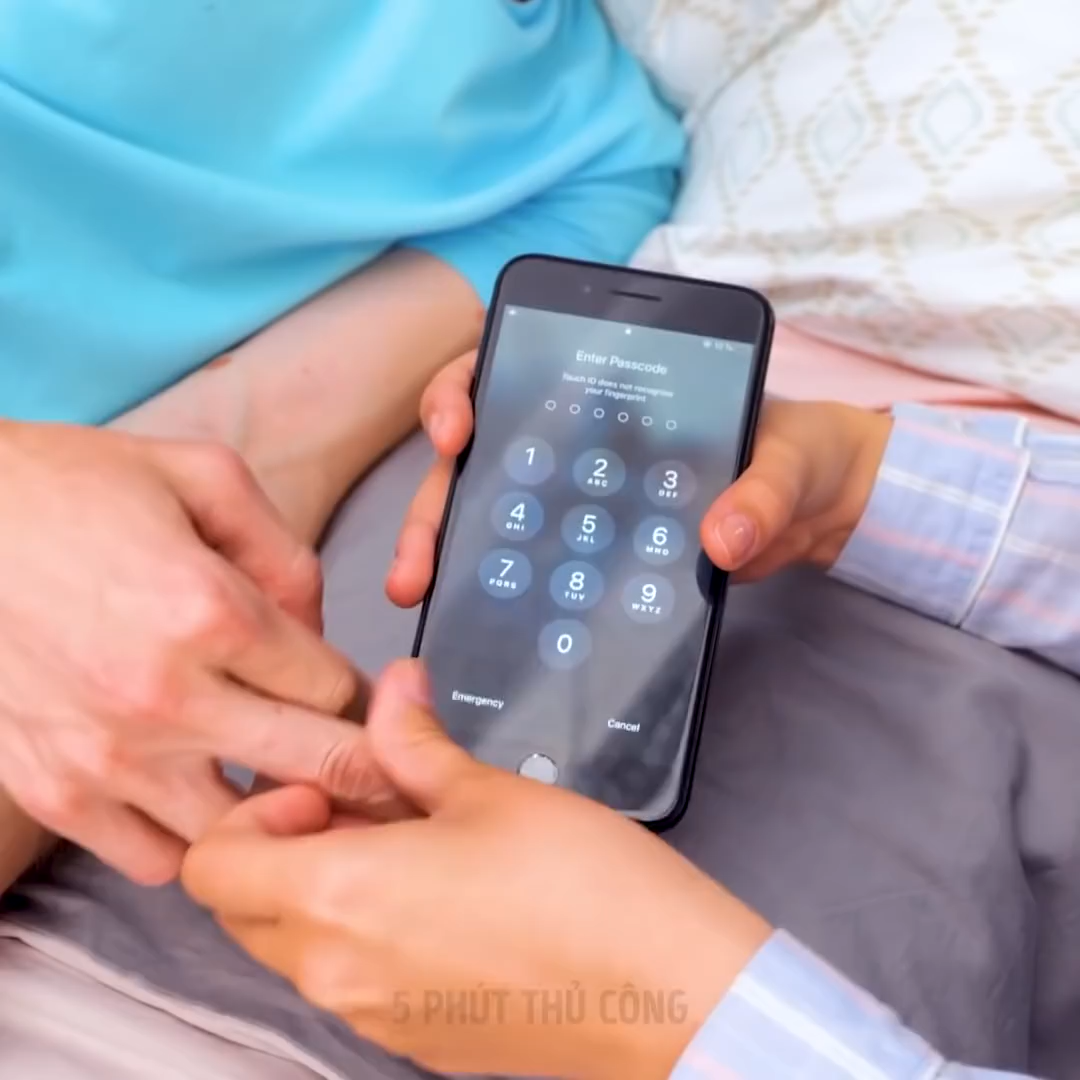 Enter Passcode
Touch ID does not recognise
your fingerprint
1
2
ABC
3
DEF
4
GHI
5
JKL
6
MNO
7
PQRS
8
TUV
9
WXYZ
0
Emergency
Cancel
5 PHÚT THỦ CÔNG